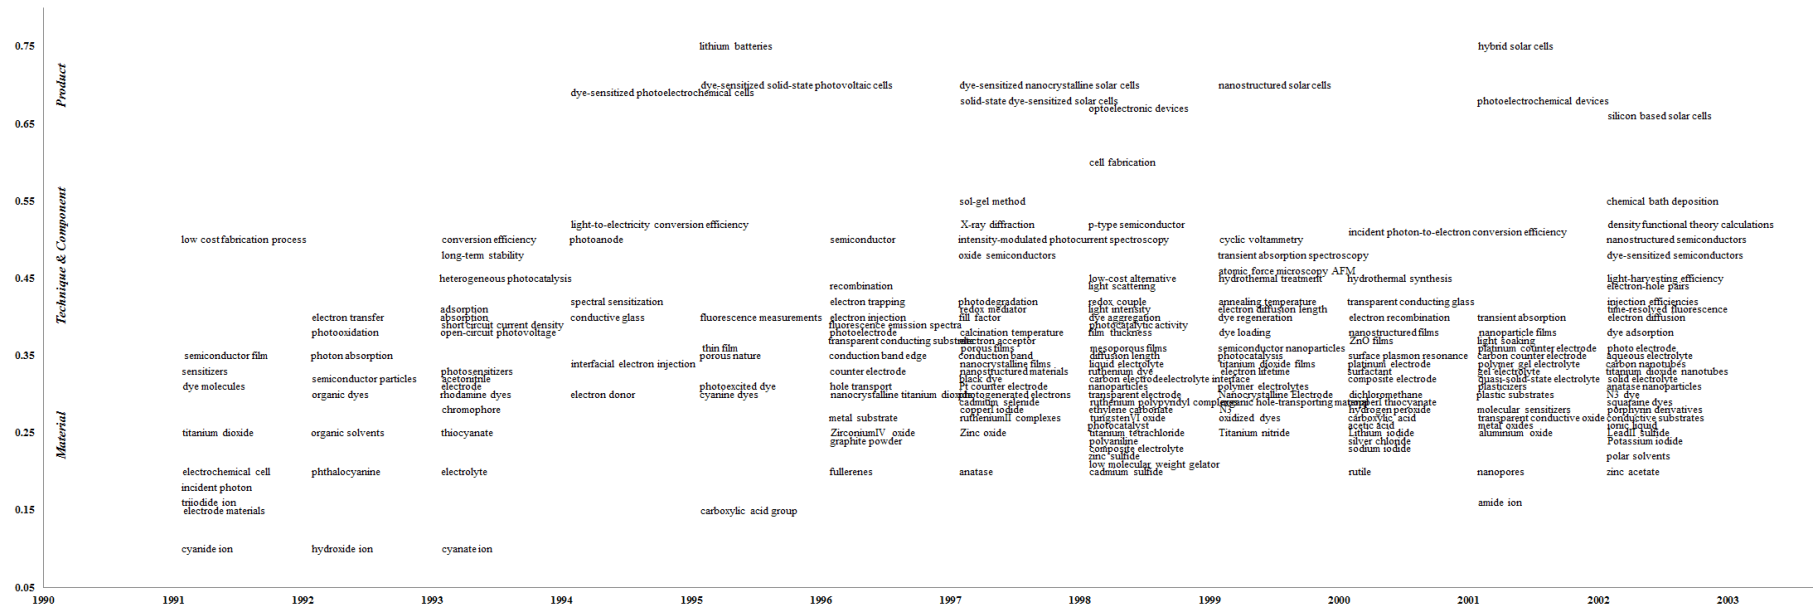 0.75
0.65
0.55
0.45
0.35
0.25
0.15
0.05
Product
Technique & Component
Material
low cost fabrication process
semiconductor film
sensitizers
dye molecules
titanium dioxide
electrochemical cell
incident photon
triiodide ion
electrode materials
cyanide ion
electron transfer
photooxidation
photon absorption
semiconductor particles
organic dyes
organic solvents
phthalocyanine
hydroxide ion
conversion efficiency
long-term stability
heterogeneous photocatalysis
adsorption
absorption
short circuit current density
open-circuit photovoltage
photosensitizers
acetonitrile
electrode
rhodamine dyes
chromophore
thiocyanate
electrolyte
cyanate ion
dye-sensitized photoelectrochemical cells
light-to-electricity conversion efficiency
photoanode
spectral sensitization
conductive glass
interfacial electron injection
electron donor
lithium batteries
dye-sensitized solid-state photovoltaic cells
fluorescence measurements
thin film
porous nature
photoexcited dye
cyanine dyes
carboxylic acid group
semiconductor
recombination
electron trapping
electron injection
fluorescence emission spectra
photoelectrode
transparent conducting substrate
conduction band edge
counter electrode
hole transport
nanocrystalline titanium dioxide
metal substrate
ZirconiumIV oxide
graphite powder
fullerenes
dye-sensitized nanocrystalline solar cells
solid-state dye-sensitized solar cells
sol-gel method
X-ray diffraction
intensity-modulated photocurrent spectroscopy
oxide semiconductors
photodegradation
redox mediator
fill factor
calcination temperature
electron acceptor
porous films
conduction band
nanocrystalline films
nanostructured materials
black dye
Pt counter electrode
photogenerated electrons
cadmium selenide
copperI iodide
rutheniumII complexes
Zinc oxide
anatase
optoelectronic devices
cell fabrication
p-type semiconductor
low-cost alternative
light scattering
redox couple
light intensity
dye aggregation
photocatalytic activity
film thickness
mesoporous films
diffusion length
liquid electrolyte
ruthenium dye
carbon electrodeelectrolyte interface
nanoparticles
transparent electrode
ruthenium polypyridyl complexes
ethylene carbonate
tungstenVI oxide
photocatalyst
titanium tetrachloride
polyaniline
composite electrolyte
zinc sulfide
low molecular weight gelator
cadmium sulfide
nanostructured solar cells
cyclic voltammetry
transient absorption spectroscopy
atomic force microscopy AFM
hydrothermal treatment
annealing temperature
electron diffusion length
dye regeneration
dye loading
semiconductor nanoparticles
photocatalysis
titanium dioxide films
electron lifetime
polymer electrolytes
Nanocrystalline Electrode
organic hole-transporting material
N3
oxidized dyes
Titanium nitride
incident photon-to-electron conversion efficiency
hydrothermal synthesis
transparent conducting glass
electron recombination
nanostructured films
ZnO films
surface plasmon resonance
platinum electrode
surfactant
composite electrode
dichloromethane
copperI thiocyanate
hydrogen peroxide
carboxylic acid
acetic acid
Lithium iodide
silver chloride
sodium iodide
rutile
hybrid solar cells
photoelectrochemical devices
transient absorption
nanoparticle films
light soaking
platinum counter electrode
carbon counter electrode
polymer gel electrolyte
gel electrolyte
quasi-solid-state electrolyte
plasticizers
plastic substrates
molecular sensitizers
transparent conductive oxide
metal oxides
aluminium oxide
nanopores
amide ion
silicon based solar cells
chemical bath deposition
density functional theory calculations
nanostructured semiconductors
dye-sensitized semiconductors
light-harvesting efficiency
electron-hole pairs
injection efficiencies
time-resolved fluorescence
electron diffusion
dye adsorption
photo electrode
aqueous electrolyte
carbon nanotubes
titanium dioxide nanotubes
solid electrolyte
anatase nanoparticles
N3 dye
squaraine dyes
porphyrin derivatives
conductive substrates
ionic liquid
LeadII sulfide
Potassium iodide
polar solvents
zinc acetate
1990 1991 1992 1993 1994 1995 1996 1997 1998 1999 2000 2001 2002 2003